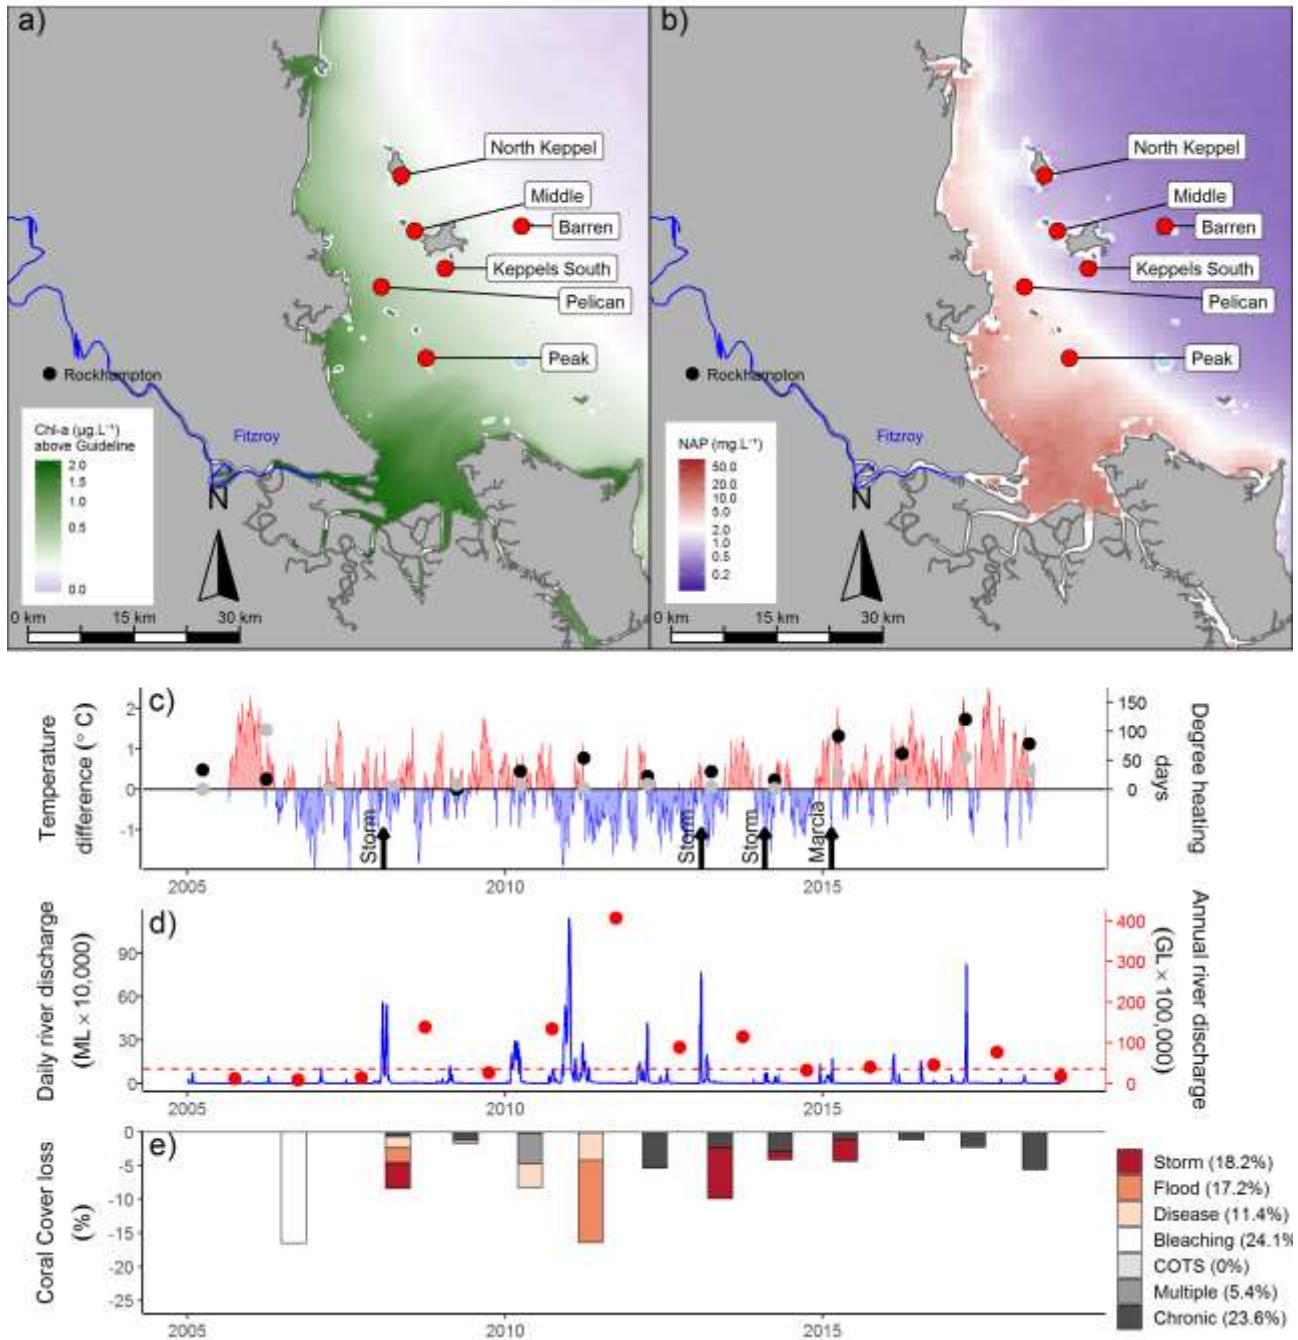 a)
North Keppel
Middle
Barren
Keppels South
Pelican
Peak
Rockhampton
Fitzroy
Chl-a (µg.L⁻¹)
above Guideline
2.0
1.5
1.0
0.5
0.0
N
0 km 15 km 30 km
b)
North Keppel
Middle
Barren
Keppels South
Pelican
Peak
Rockhampton
Fitzroy
NAP (mg.L⁻¹)
50.0
20.0
10.0
5.0
2.0
1.0
0.5
0.2
N
0 km 15 km 30 km
c)
Temperature
difference (° C)
2
1
0
-1
Storm
Storm
Storm
Marcia
150
100
50
0
Degree heating
days
2005 2010 2015
d)
Daily river discharge
(ML × 10,000)
90
60
30
0
400
300
200
100
0
Annual river discharge
(GL × 100,000)
2005 2010 2015
e)
Coral Cover loss
(%)
0
-5
-10
-15
-20
-25
2005 2010 2015
Storm (18.2%)
Flood (17.2%)
Disease (11.4%)
Bleaching (24.1%
COTS (0%)
Multiple (5.4%)
Chronic (23.6%)